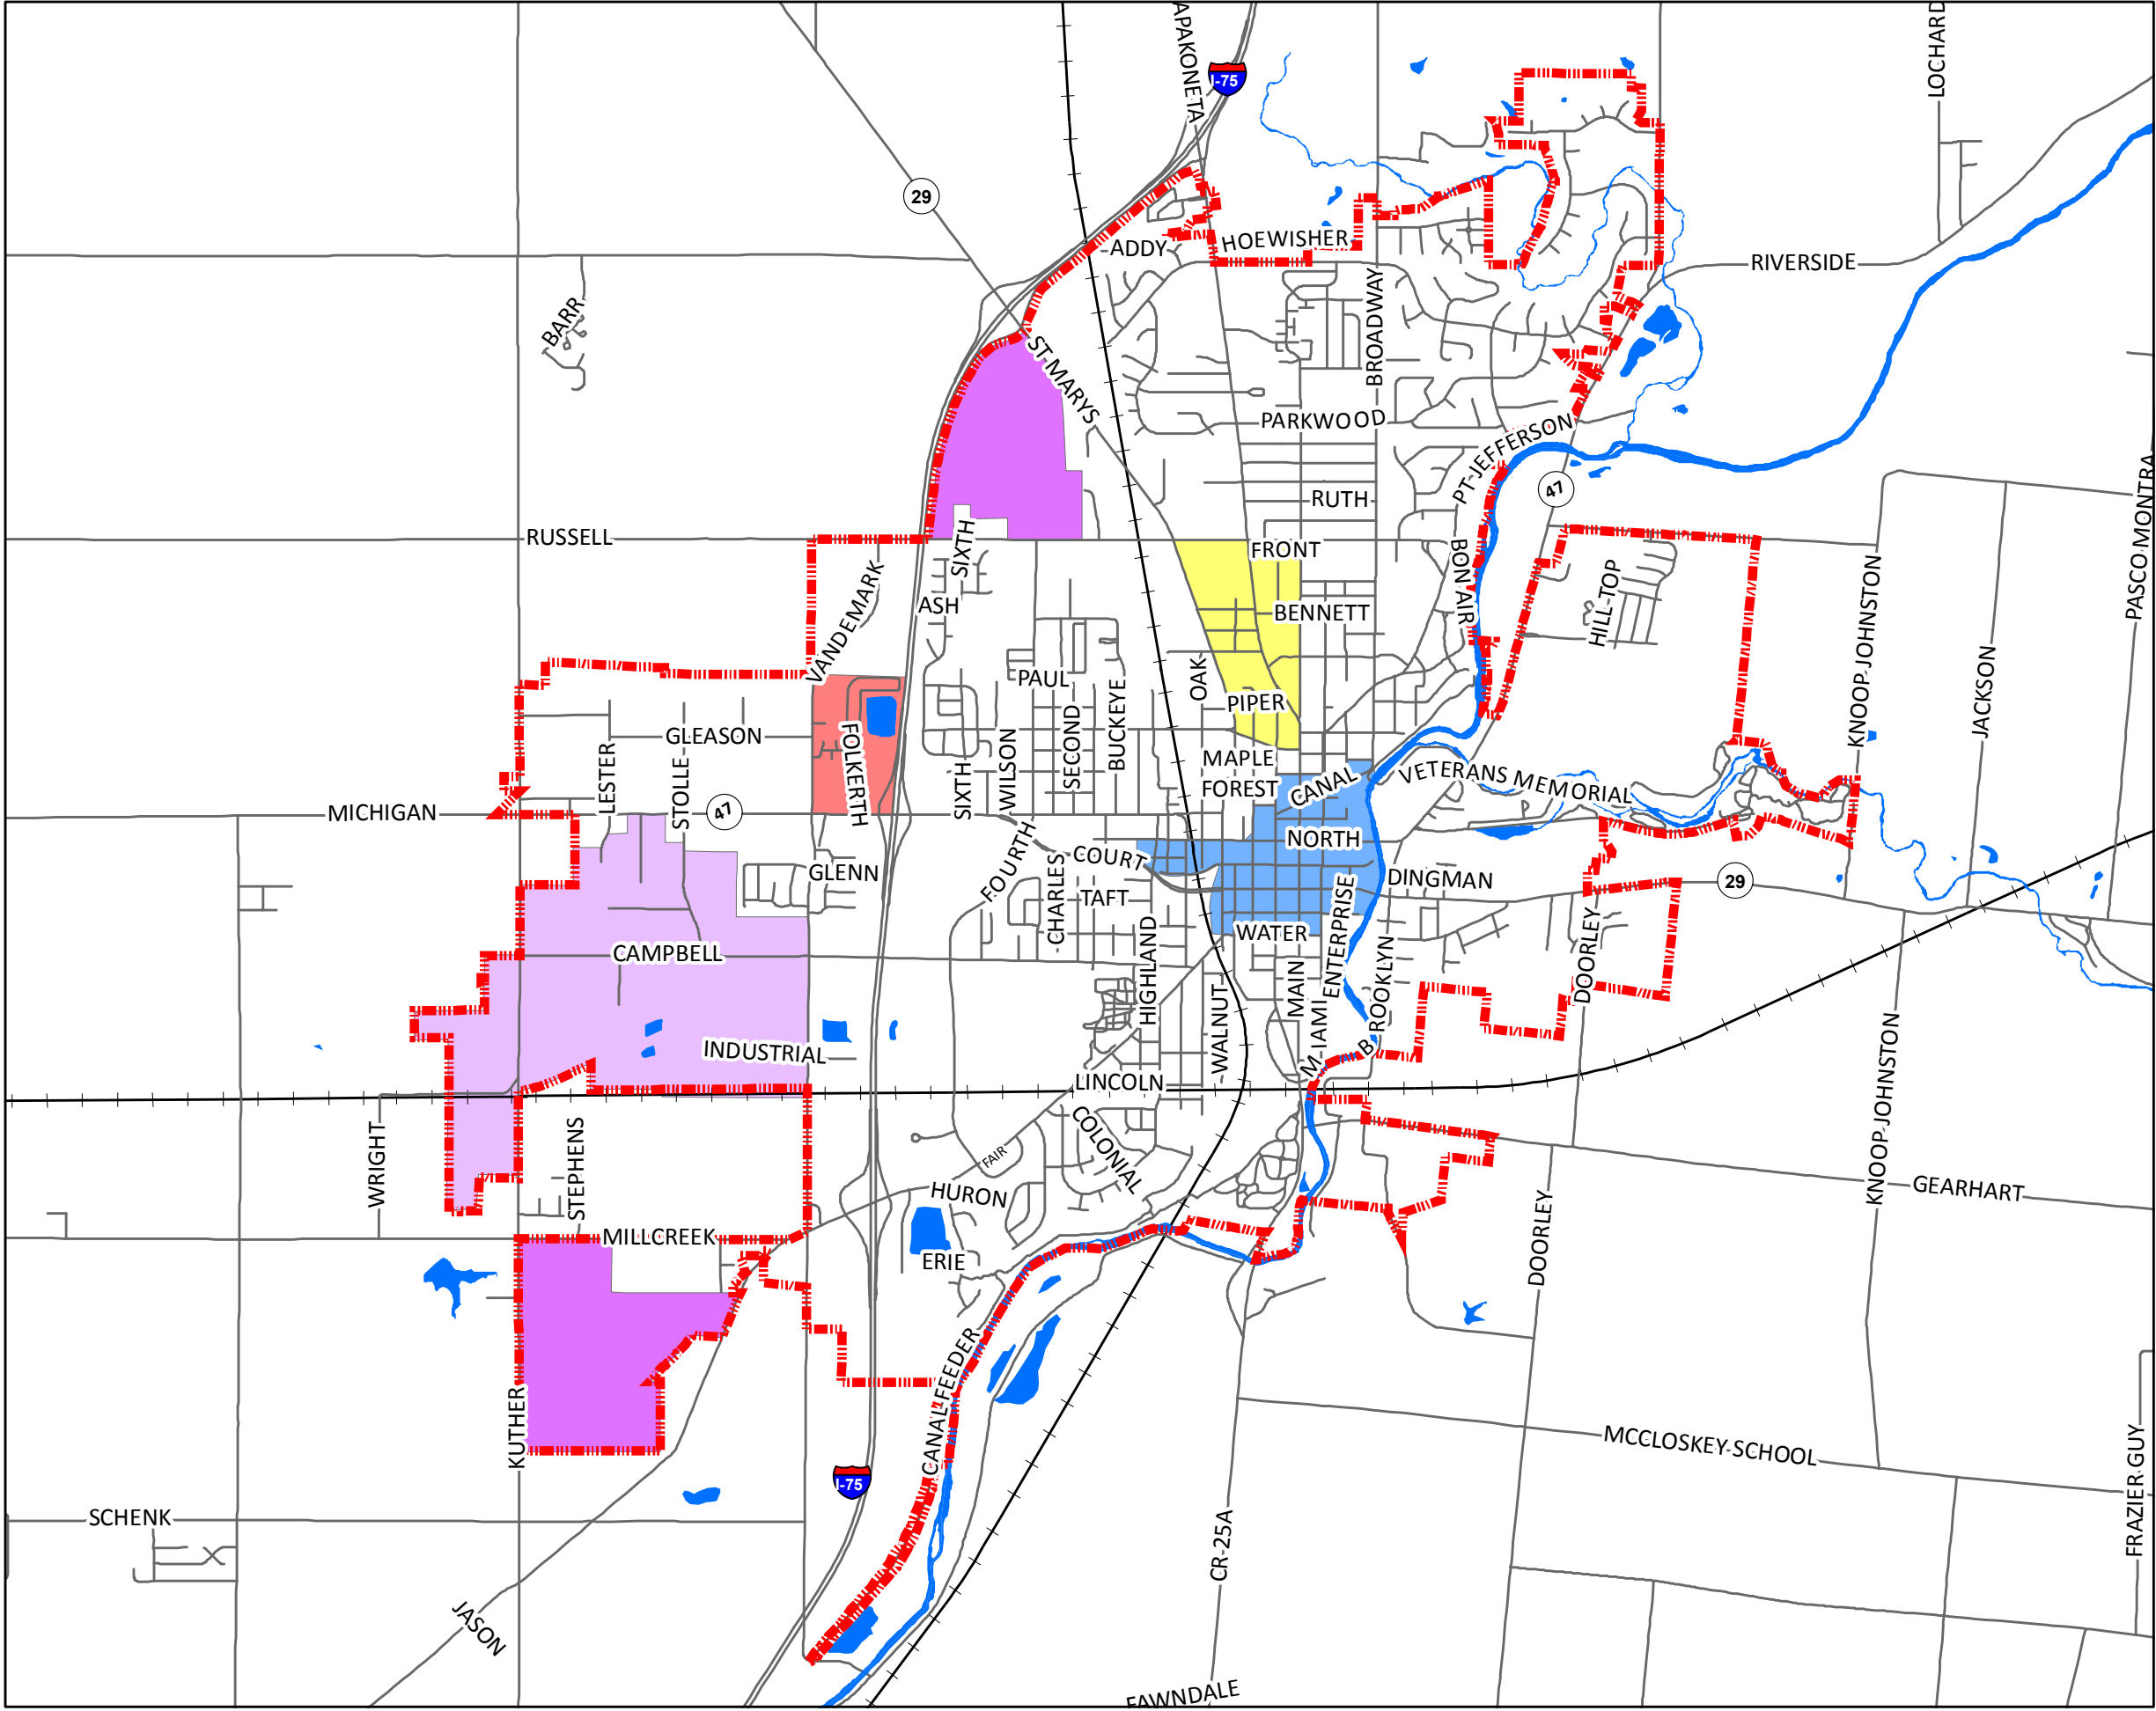 WAPAKONETA
LOCHARD
I-75
29
ADDY
HOEWISHER
RIVERSIDE
BARR
BROADWAY
ST MARYS
PARKWOOD
PT-JEFFERSON
47
RUTH
PASCO-MONTRA
RUSSELL
SIXTH
FRONT
BON AIR
VANDEMARK
ASH
BENNETT
HILL-TOP
KNOOP-JOHNSTON
JACKSON
PAUL
OAK
PIPER
GLEASON
FOLKERTH
SECOND
BUCKEYE
LESTER
STOLLE
SIXTH
WILSON
MAPLE
FOREST
CANAL
VETERANS MEMORIAL
MICHIGAN
47
NORTH
FOURTH
COURT
GLENN
CHARLES
TAFT
DINGMAN
29
ENTERPRISE
HIGHLAND
WATER
CAMPBELL
DOORLEY
MAIN
BROOKLYN
WALNUT
MIAMI
INDUSTRIAL
LINCOLN
KNOOP-JOHNSTON
WRIGHT
STEPHENS
COLONIAL
FAIR
HURON
GEARHART
DOORLEY
MILLCREEK
ERIE
CANAL FEEDER
KUTHER
MCCLOSKEY-SCHOOL
I-75
FRAZIER-GUY
SCHENK
CR-25A
JASON
FAWNDALE